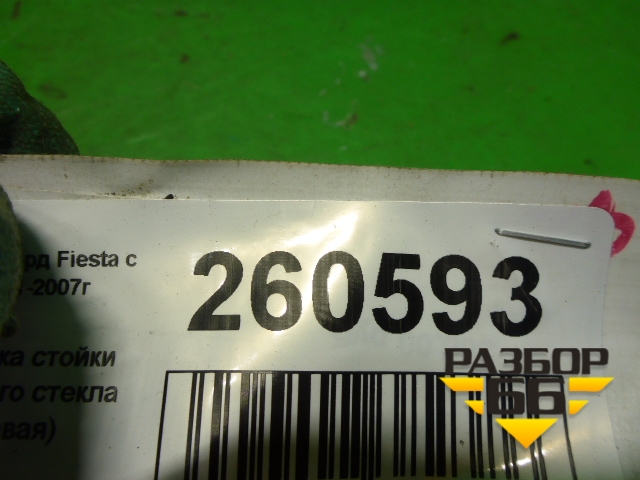 рд Fiesta с
-2007г
260593
ка стойки
го стекла
вая)
РАЗБОР
66